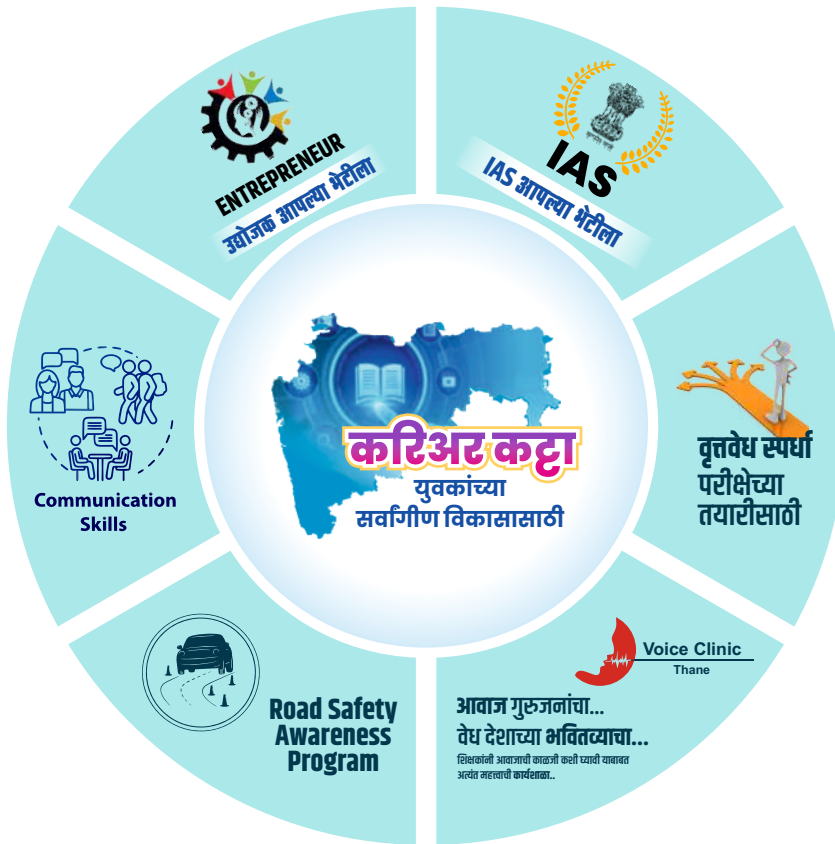 ENTREPRENEUR
उद्योजक आपल्या भेटीला
IAS
IAS आपल्या भेटीला
Communication
Skills
करिअर कट्टा
युवकांच्या
सर्वांगीण विकासासाठी
वृत्तवेध स्पर्धा
परीक्षेच्या
तयारीसाठी
Road Safety
Awareness
Program
Voice Clinic
Thane
आवाज गुरुजनांचा...
वेध देशाच्या भवितव्याचा...
शिक्षकांनी आवाजाची काळजी कशी घ्यावी याबाबत
अत्यंत महत्त्वाची कार्यशाळा..